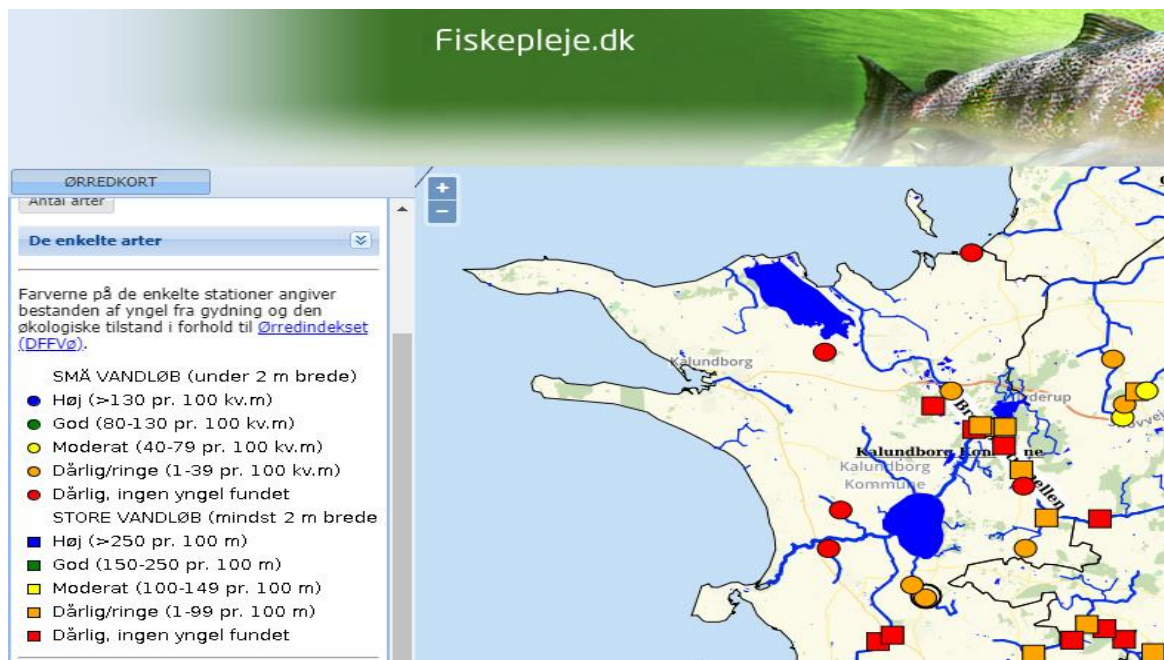 Fiskepleje.dk
ØRREDKORT
Antal arter
De enkelte arter
Farverne på de enkelte stationer angiver
bestanden af yngel fra gydning og den
økologiske tilstand i forhold til Ørredindekset
(DFFVø).
SMÅ VANDLØB (under 2 m brede)
Høj (>130 pr. 100 kv.m)
God (80-130 pr. 100 kv.m)
Moderat (40-79 pr. 100 kv.m)
Dårlig/ringe (1-39 pr. 100 kv.m)
Dårlig, ingen yngel fundet
STORE VANDLØB (mindst 2 m brede
Høj (>250 pr. 100 m)
God (150-250 pr. 100 m)
Moderat (100-149 pr. 100 m)
Dårlig/ringe (1-99 pr. 100 m)
Dårlig, ingen yngel fundet
+
−
Kalundborg
Kalundborg
Kommune